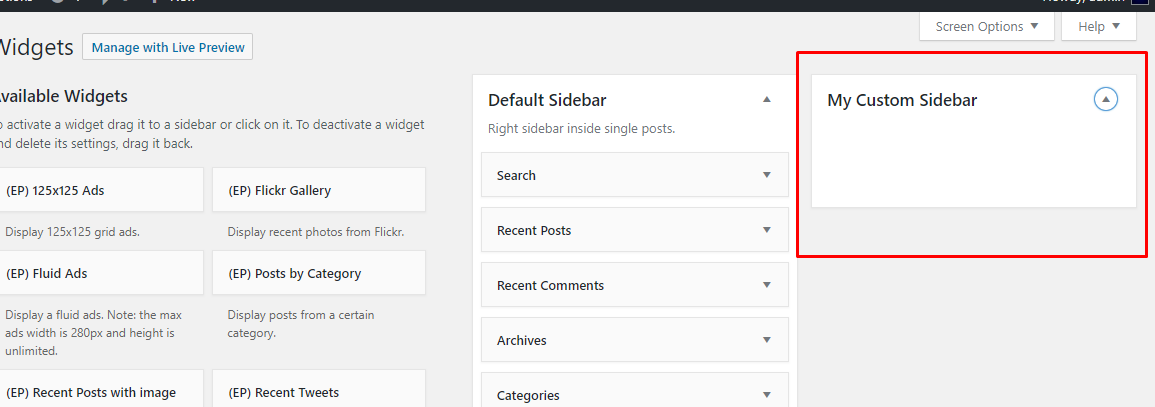 Screen Options
Help
Widgets
Manage with Live Preview
Available Widgets
To activate a widget drag it to a sidebar or click on it. To deactivate a widget
and delete its settings, drag it back.
(EP) 125x125 Ads
(EP) Flickr Gallery
Display 125x125 grid ads.
Display recent photos from Flickr.
(EP) Fluid Ads
(EP) Posts by Category
Display a fluid ads. Note: the max
ads width is 280px and height is
unlimited.
Display posts from a certain
category.
(EP) Recent Posts with image
(EP) Recent Tweets
Default Sidebar
Right sidebar inside single posts.
Search
Recent Posts
Recent Comments
Archives
Categories
My Custom Sidebar